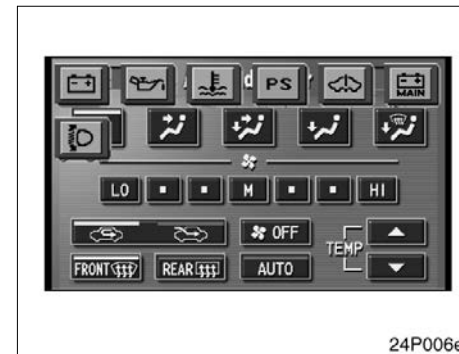 PS
MAIN
LO M HI
OFF
TEMP
FRONT REAR AUTO
24P006e